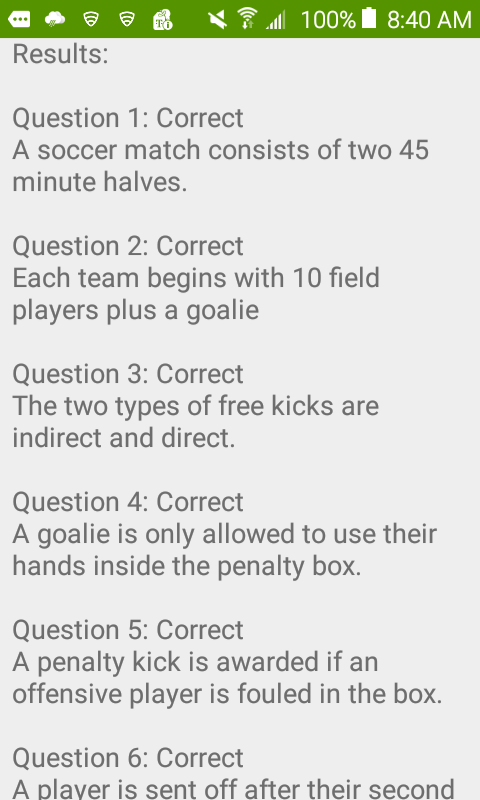 100% 8:40 AM
Results:
Question 1: Correct
A soccer match consists of two 45
minute halves.
Question 2: Correct
Each team begins with 10 field
players plus a goalie
Question 3: Correct
The two types of free kicks are
indirect and direct.
Question 4: Correct
A goalie is only allowed to use their
hands inside the penalty box.
Question 5: Correct
A penalty kick is awarded if an
offensive player is fouled in the box.
Question 6: Correct
A player is sent off after their second